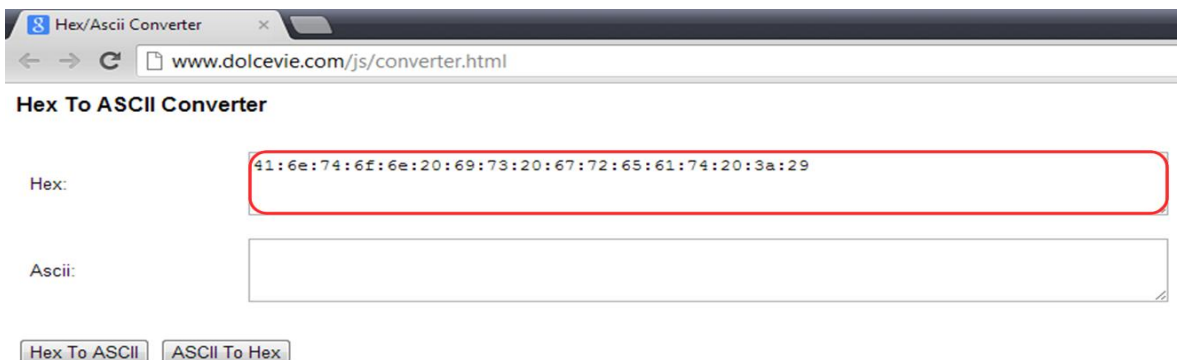 Hex/Ascii Converter
www.dolcevie.com/js/converter.html
Hex To ASCII Converter
Hex:
41:6e:74:6f:6e:20:69:73:20:67:72:65:61:74:20:3a:29
Ascii:
Hex To ASCII ASCII To Hex